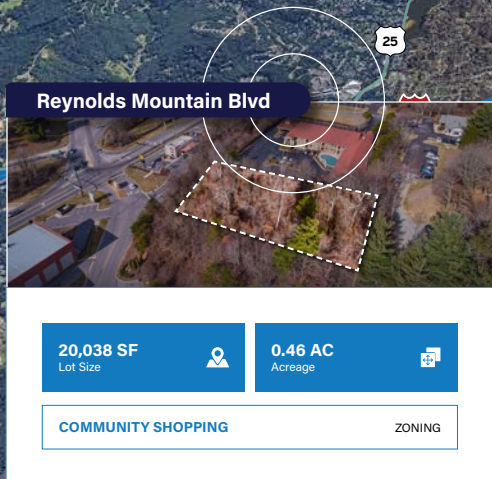 25
Reynolds Mountain Blvd
20,038 SF
Lot Size
0.46 AC
Acreage
COMMUNITY SHOPPING
ZONING